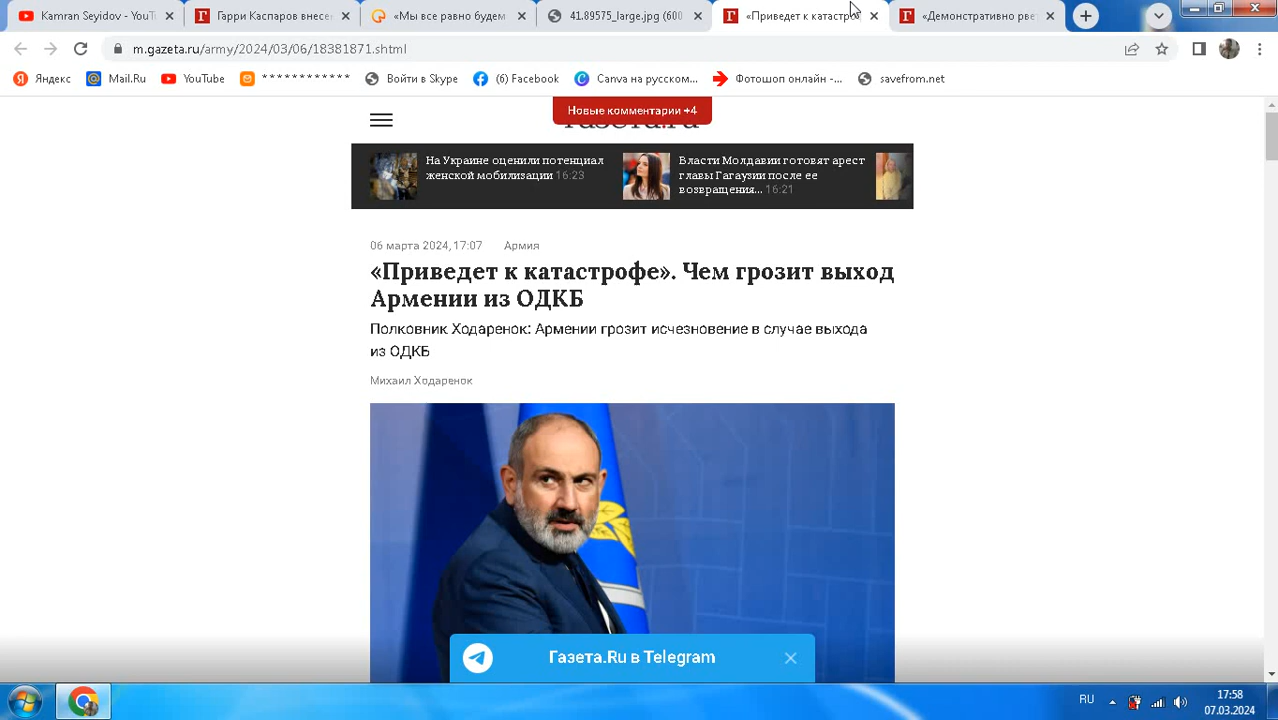 Kamran Seyidov - YouT
Гарри Каспаров несе
«Мы все равно будем
41.89575_large.jpg (600
«Приведет к катастро
«Демонстративно рве
m.gazeta.ru/army/2024/03/06/18381871.shtml
Яндекс
Mail.Ru
YouTube
* * * * * * * * * * * *
Войти в Skype
(6) Facebook
Canva на русском...
Фотошоп онлайн -...
savefrom.net
Новые комментарии +4
На Украине оценили потенциал
женской мобилизации 16:23
Власти Молдавии готовят арест
главы Гагаузии после ее
возвращения... 16:21
06 марта 2024, 17:07 Армия
«Приведет к катастрофе». Чем грозит выход
Армении из ОДКБ
Полковник Ходаренок: Армении грозит исчезновение в случае выхода
из ОДКБ
Михаил Ходаренок
Газета.Ru в Telegram
RU
17:58
07.03.2024